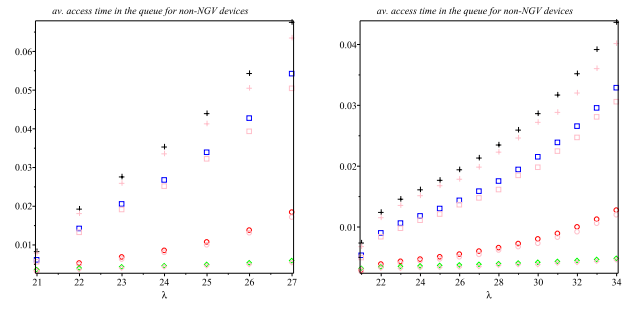 av. access time in the queue for non-NGV devices
0.06
0.05
0.04
0.03
0.02
0.01
21 22 23 24 25 26 27
λ
av. access time in the queue for non-NGV devices
0.04
0.03
0.02
0.01
22 24 26 28 30 32 34
λ